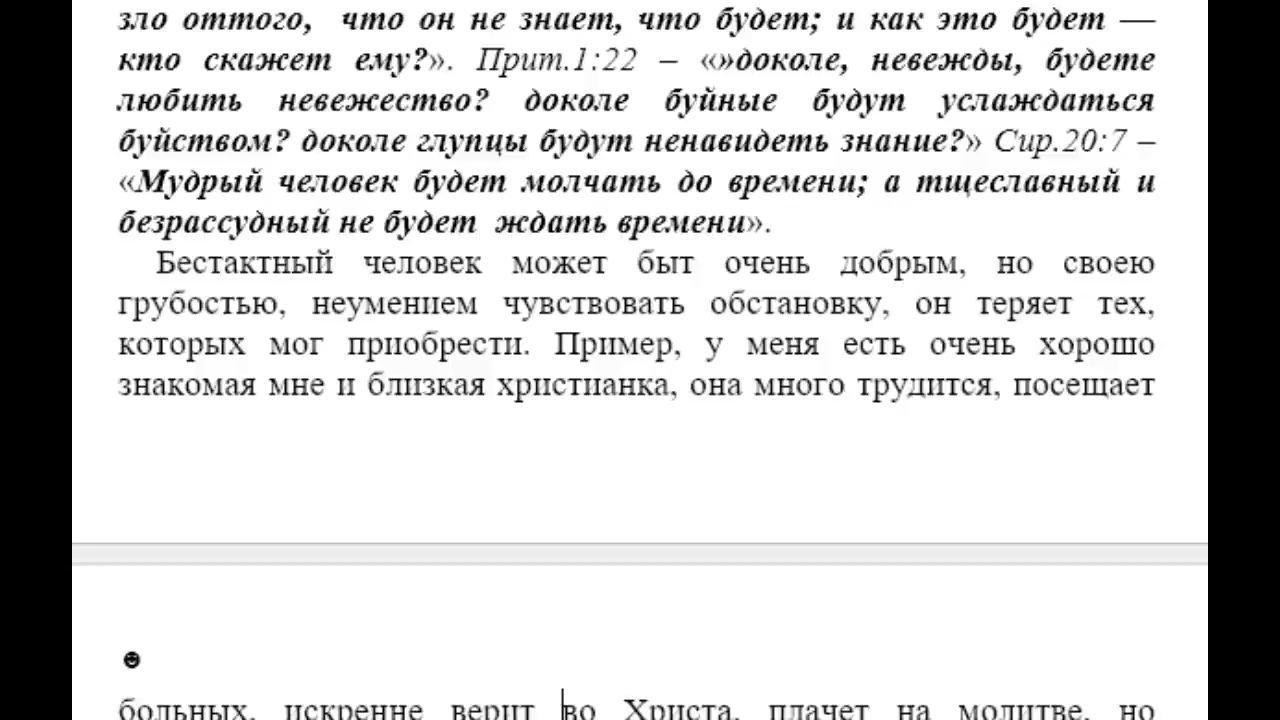 зло оттого, что он не знает, что будет; и как это будет —
кто скажет ему?». Прит.1:22 – «»доколе, невежды, будете
любить невежество? доколе буйные будут услаждаться
буйством? доколе глупцы будут ненавидеть знание?» Сир.20:7 –
«Мудрый человек будет молчать до времени; а тщеславный и
безрассудный не будет ждать времени».
Бестактный человек может быт очень добрым, но своею
грубостью, неумением чувствовать обстановку, он теряет тех,
которых мог приобрести. Пример, у меня есть очень хорошо
знакомая мне и близкая христианка, она много трудится, посещает
больных, искренне верит во Христа, плачет на молитве, но